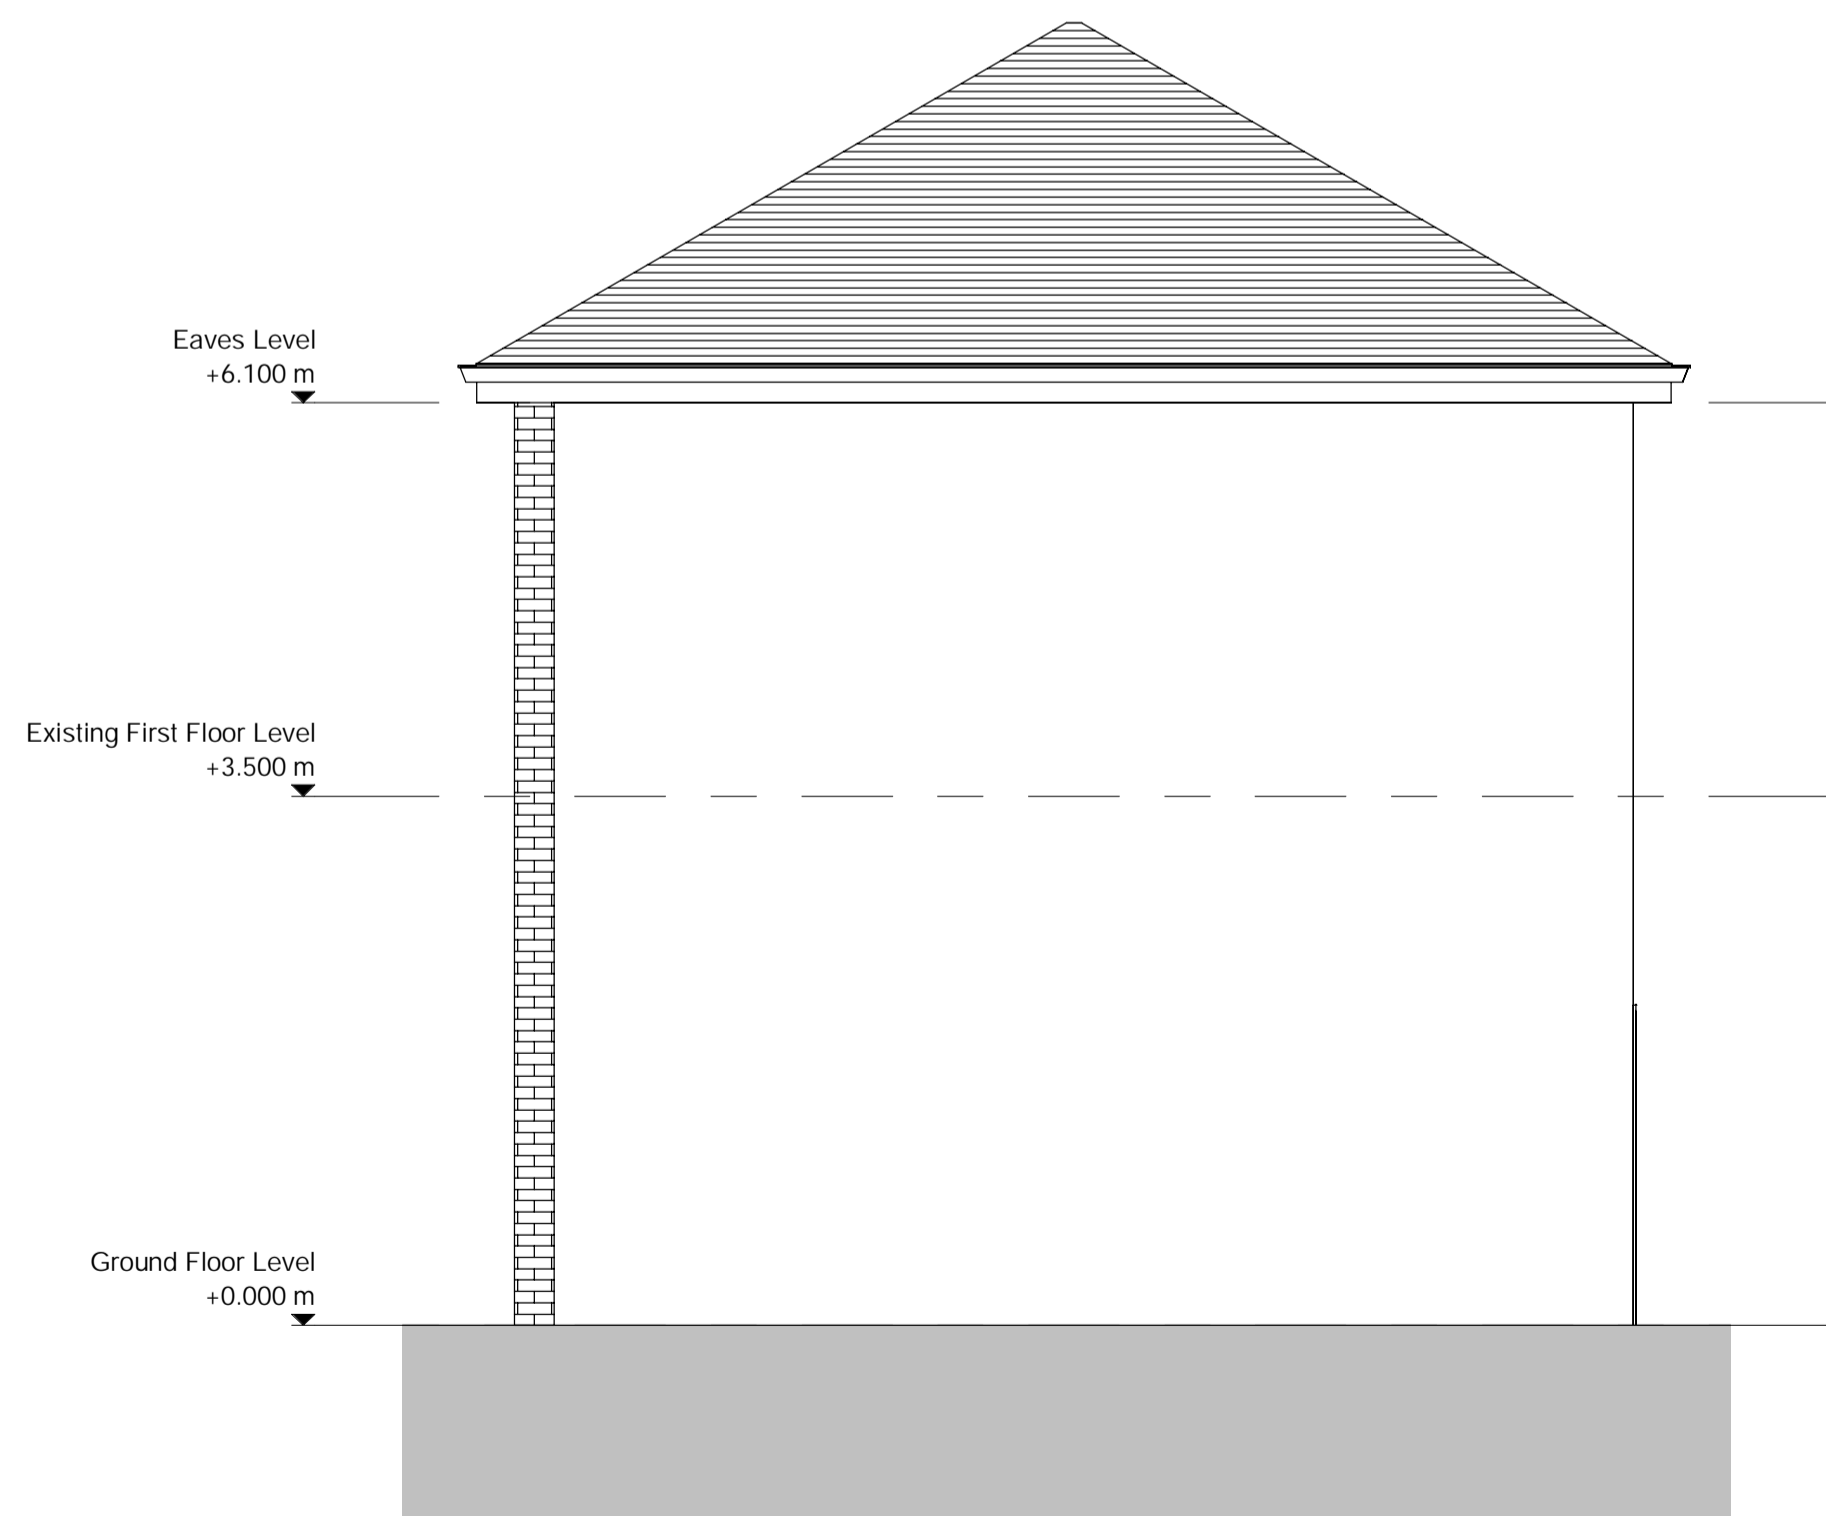 Eaves Level
+6.100 m
Existing First Floor Level
+3.500 m
Ground Floor Level
+0.000 m